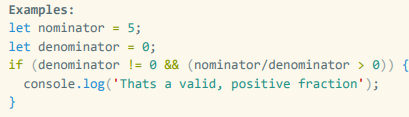 Examples:
let nominator = 5;
let denominator = 0;
if (denominator != 0 && (nominator/denominator > 0)) {
  console.log('Thats a valid, positive fraction');
}